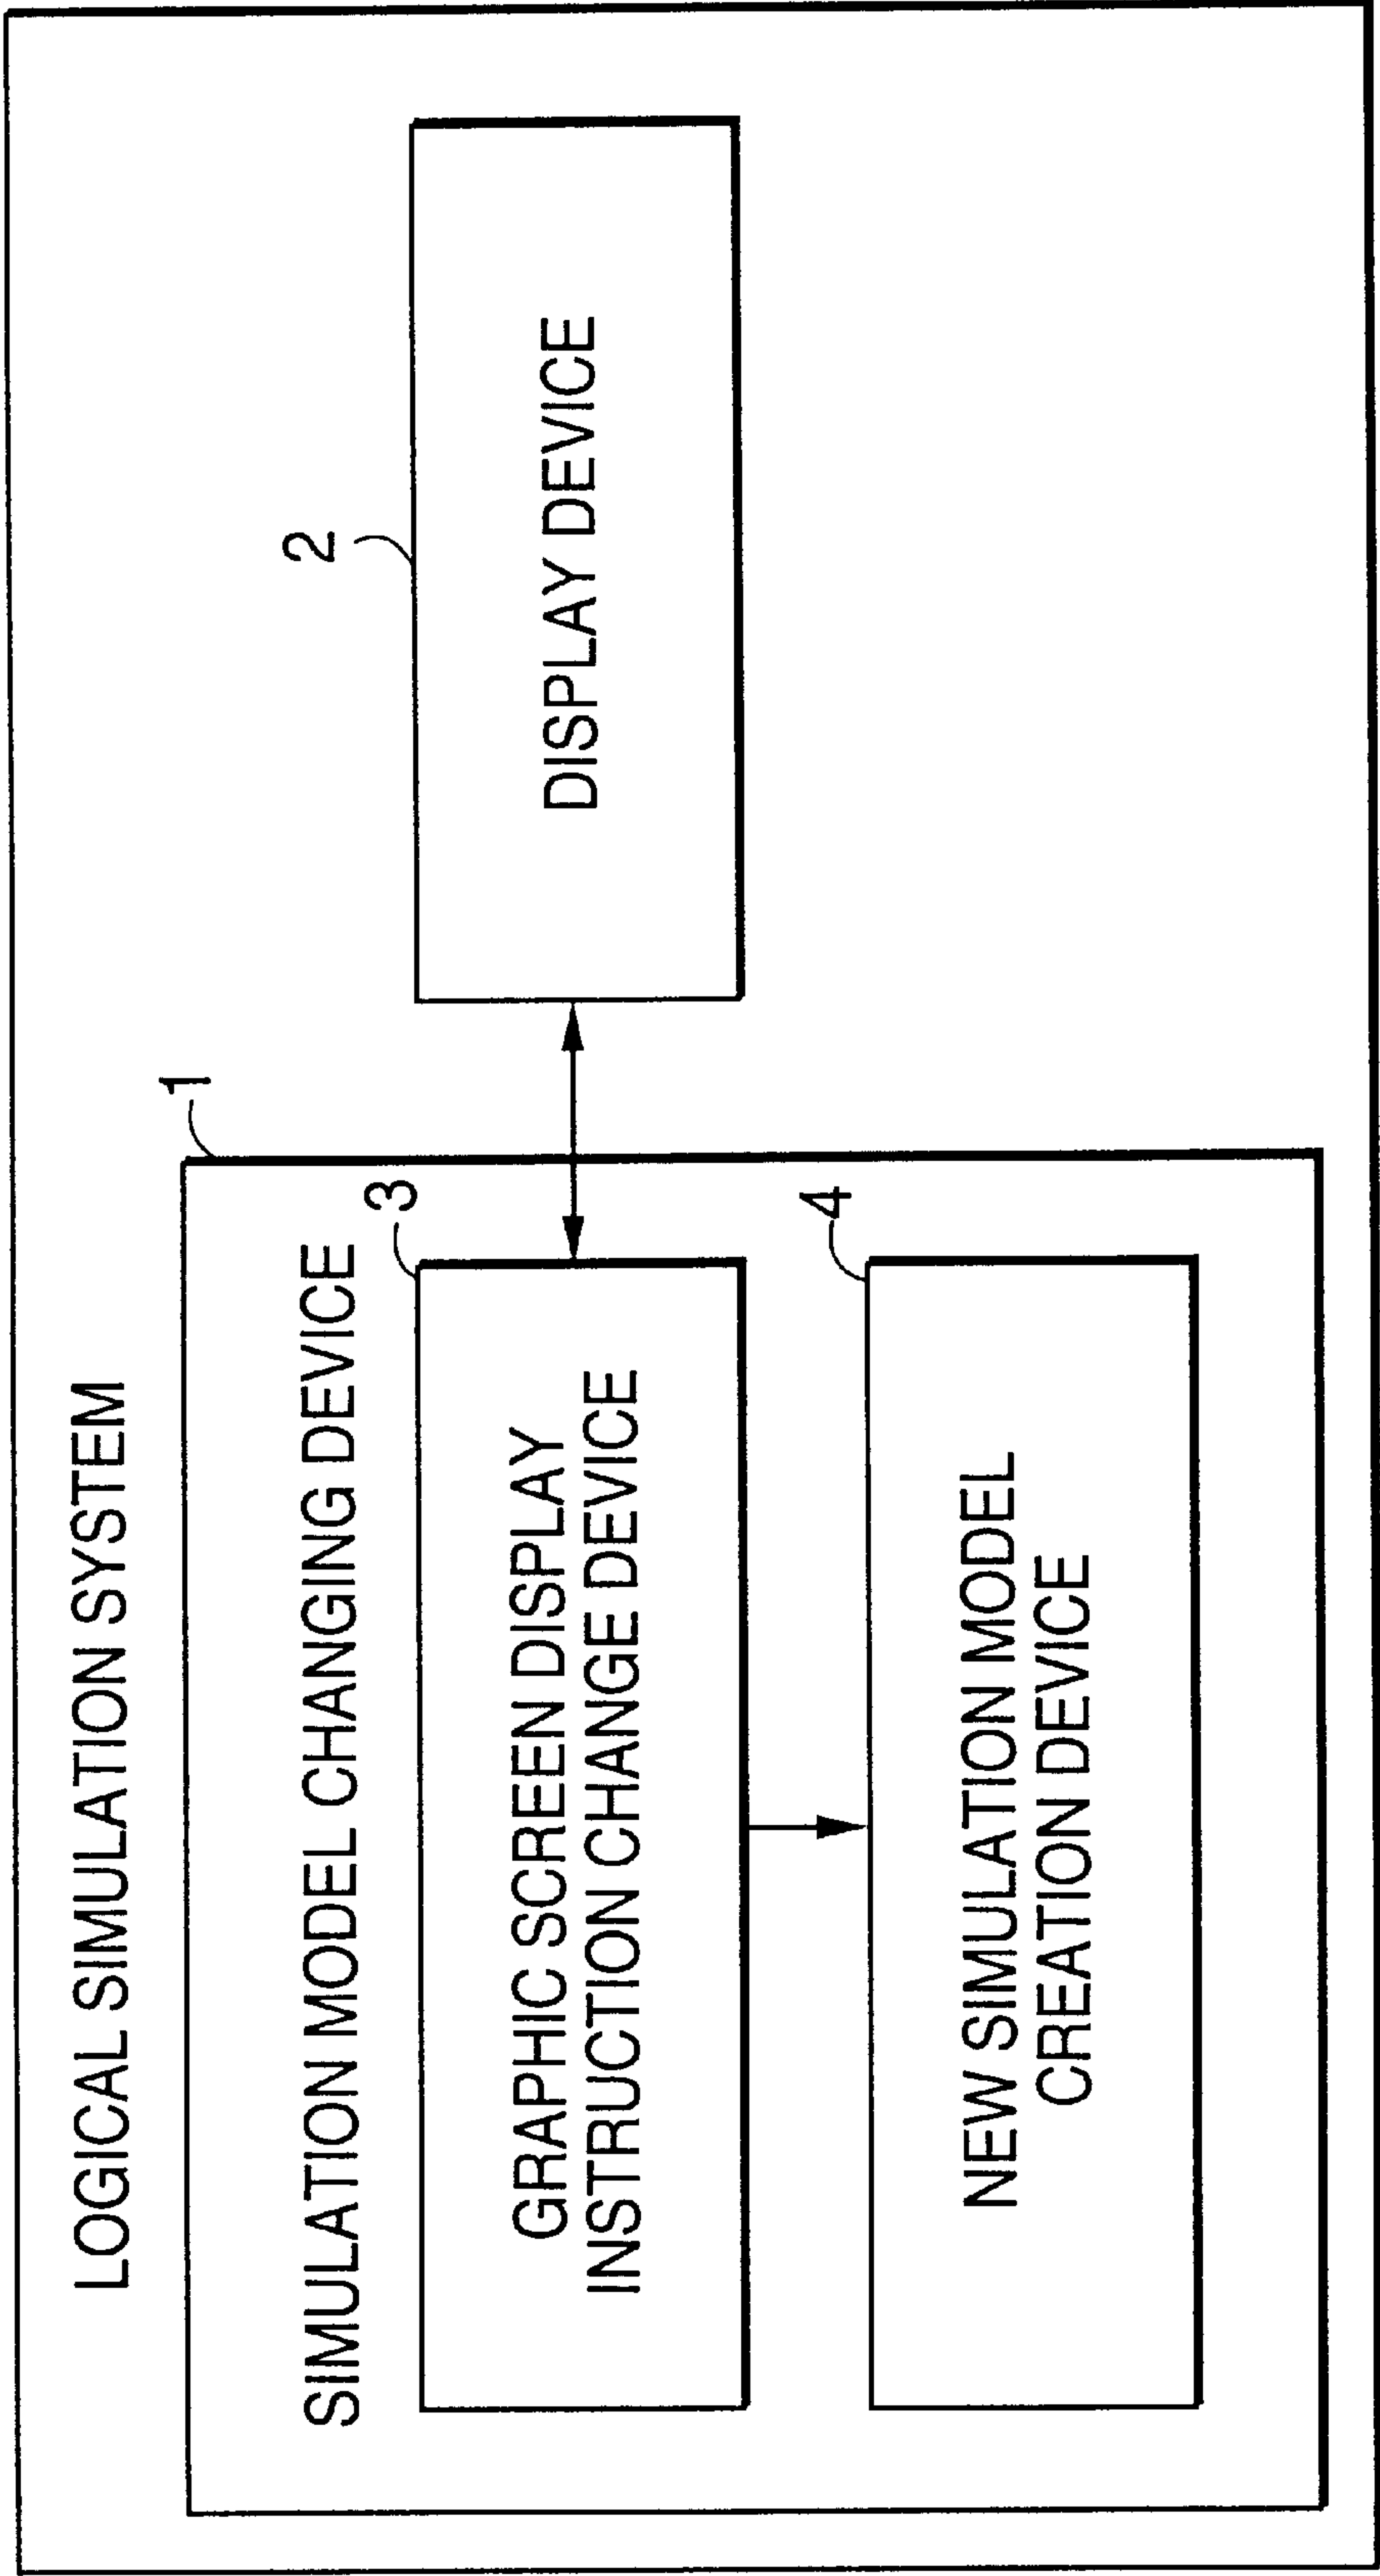 LOGICAL SIMULATION SYSTEM
1
SIMULATION MODEL CHANGING DEVICE
3
GRAPHIC SCREEN DISPLAY
INSTRUCTION CHANGE DEVICE
4
NEW SIMULATION MODEL
CREATION DEVICE
2
DISPLAY DEVICE